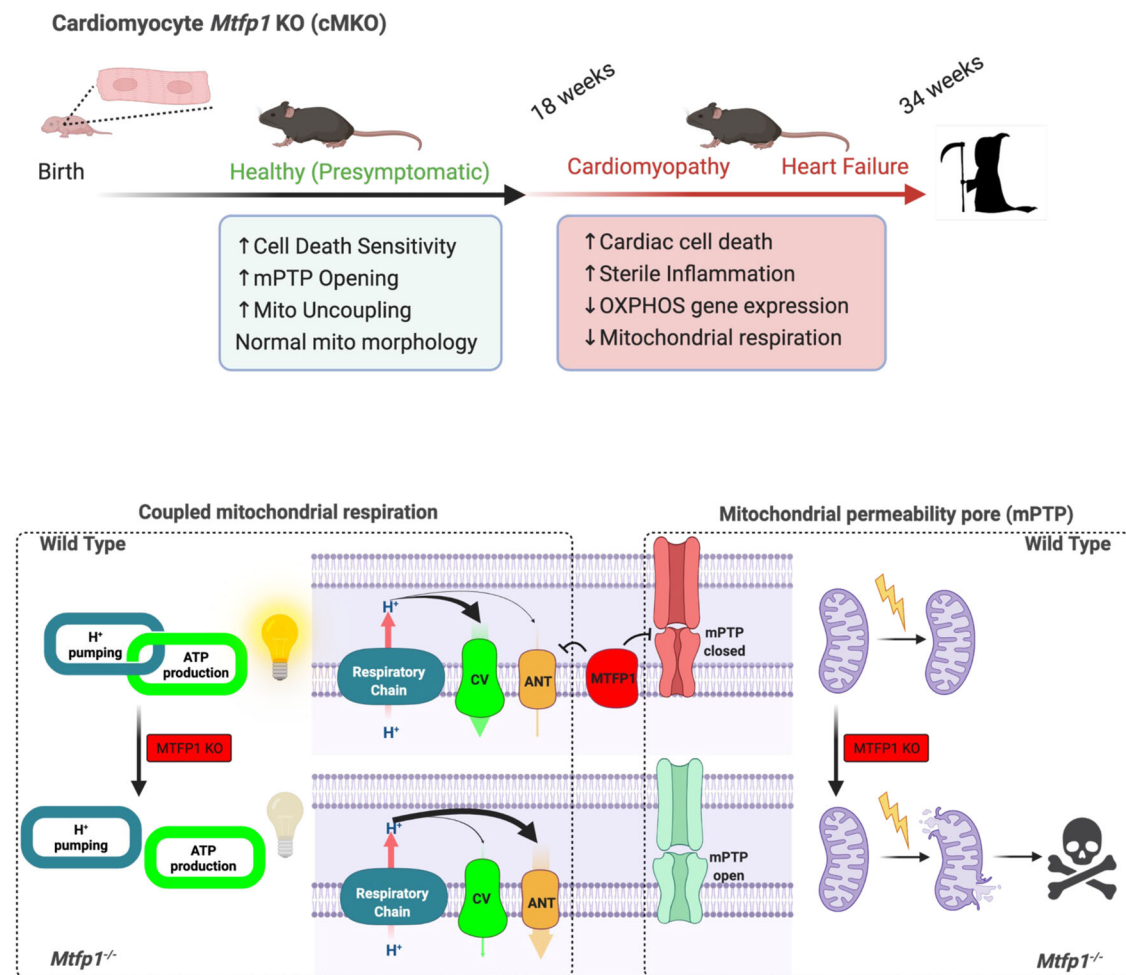 Cardiomyocyte Mtfp1 KO (cMKO)
18 weeks
34 weeks
Birth
Healthy (Presymptomatic)
Cardiomyopathy
Heart Failure
↑Cell Death Sensitivity
↑mPTP Opening
↑Mito Uncoupling
Normal mito morphology
↑Cardiac cell death
↑Sterile Inflammation
↓OXPHOS gene expression
↓Mitochondrial respiration
Coupled mitochondrial respiration
Wild Type
H⁺
pumping
ATP
production
MTFP1 KO
H⁺
pumping
ATP
production
Mtfp1⁻/⁻
H⁺
Respiratory
Chain
CV
ANT
MTFP1
H⁺
mPTP
closed
H⁺
Respiratory
Chain
CV
ANT
H⁺
mPTP
open
Mitochondrial permeability pore (mPTP)
Wild Type
MTFP1 KO
Mtfp1⁻/⁻